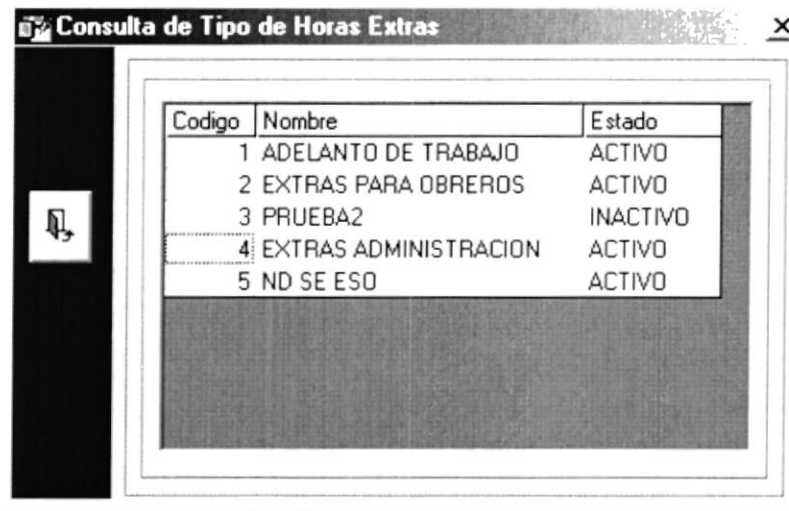 Consulta de Tipo de Horas Extras
Codigo Nombre Estado
1 ADELANTO DE TRABAJO ACTIVO
2 EXTRAS PARA OBREROS ACTIVO
3 PRUEBA2 INACTIVO
4 EXTRAS ADMINISTRACION ACTIVO
5 ND SE ESO ACTIVO